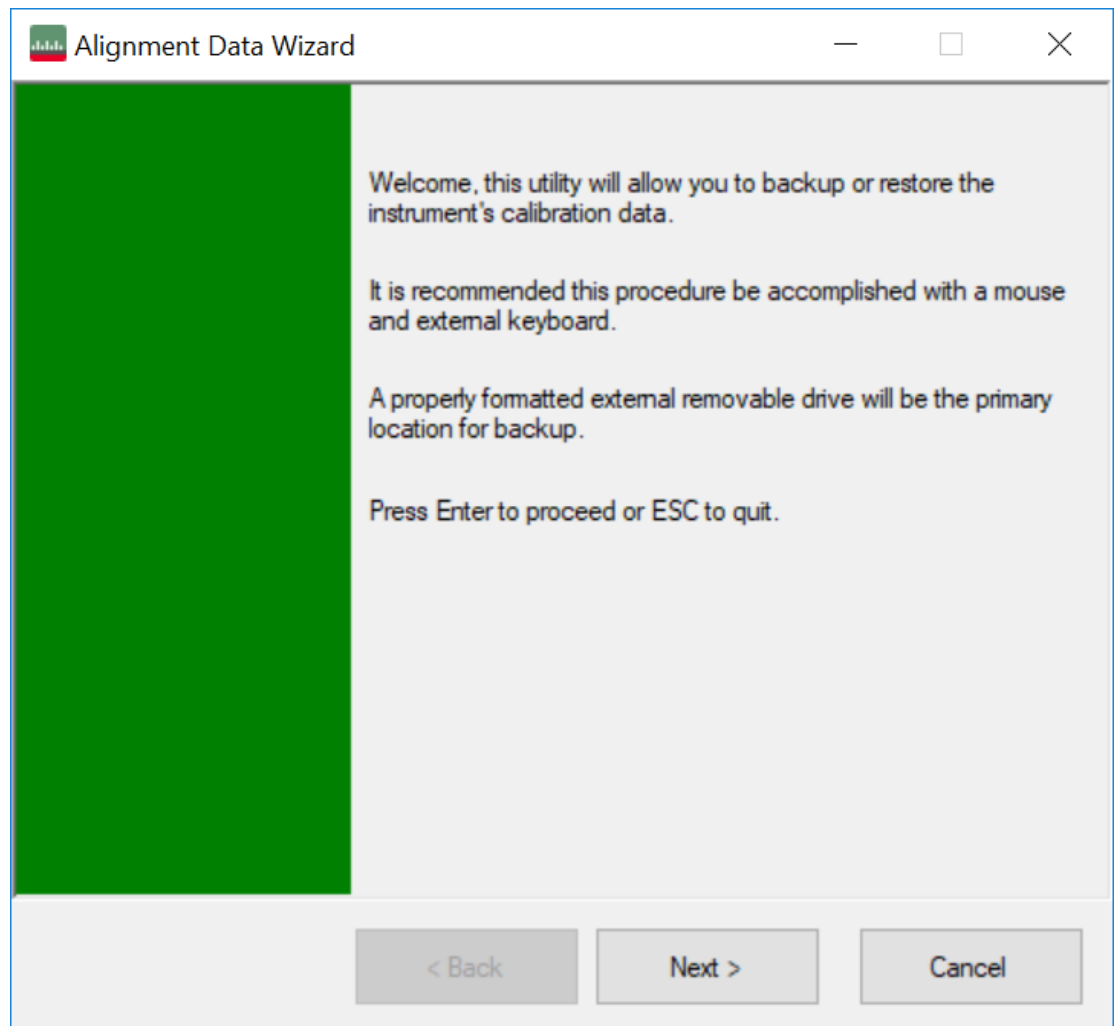 Alignment Data Wizard
Welcome, this utility will allow you to backup or restore the
instrument's calibration data.
It is recommended this procedure be accomplished with a mouse
and external keyboard.
A properly formatted external removable drive will be the primary
location for backup.
Press Enter to proceed or ESC to quit.
< Back
Next >
Cancel